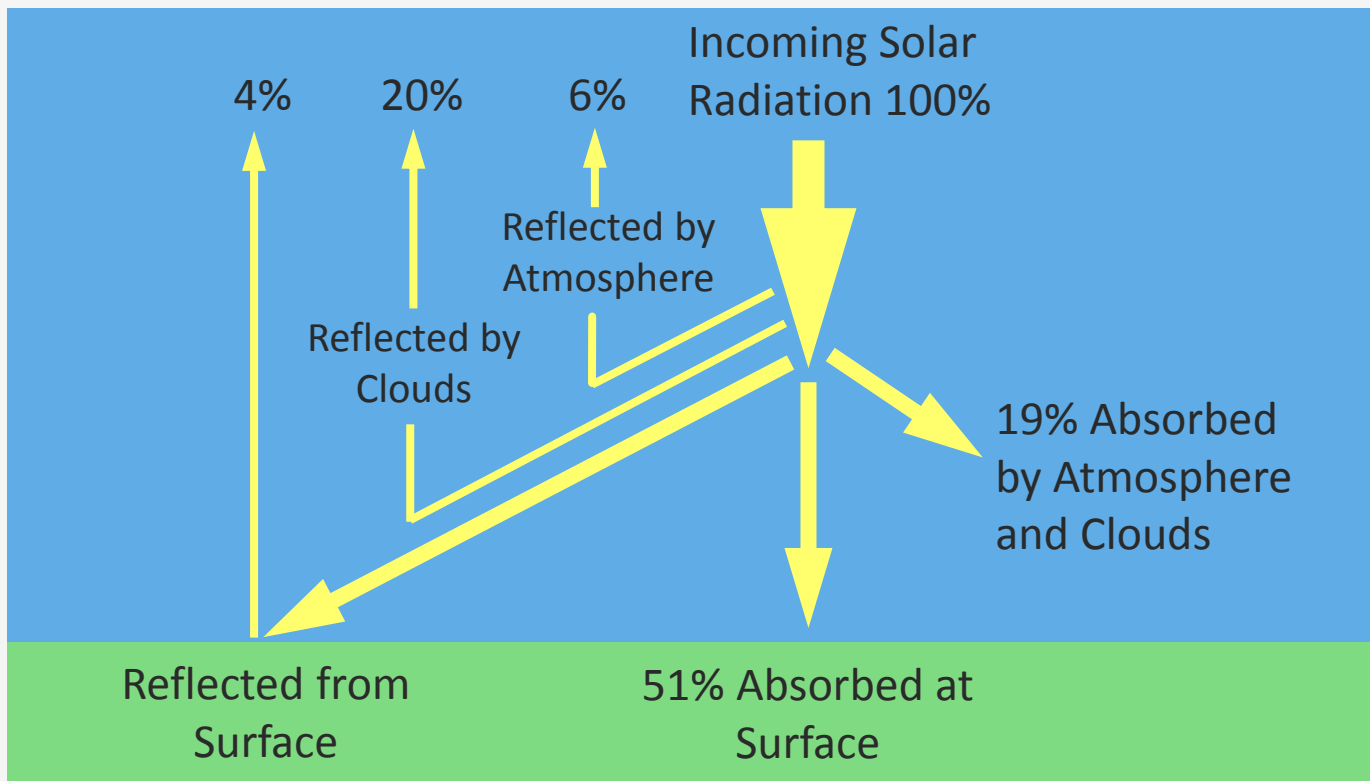 Incoming Solar
Radiation 100%
4%
20%
6%
Reflected by
Atmosphere
Reflected by
Clouds
19% Absorbed
by Atmosphere
and Clouds
Reflected from
Surface
51% Absorbed at
Surface